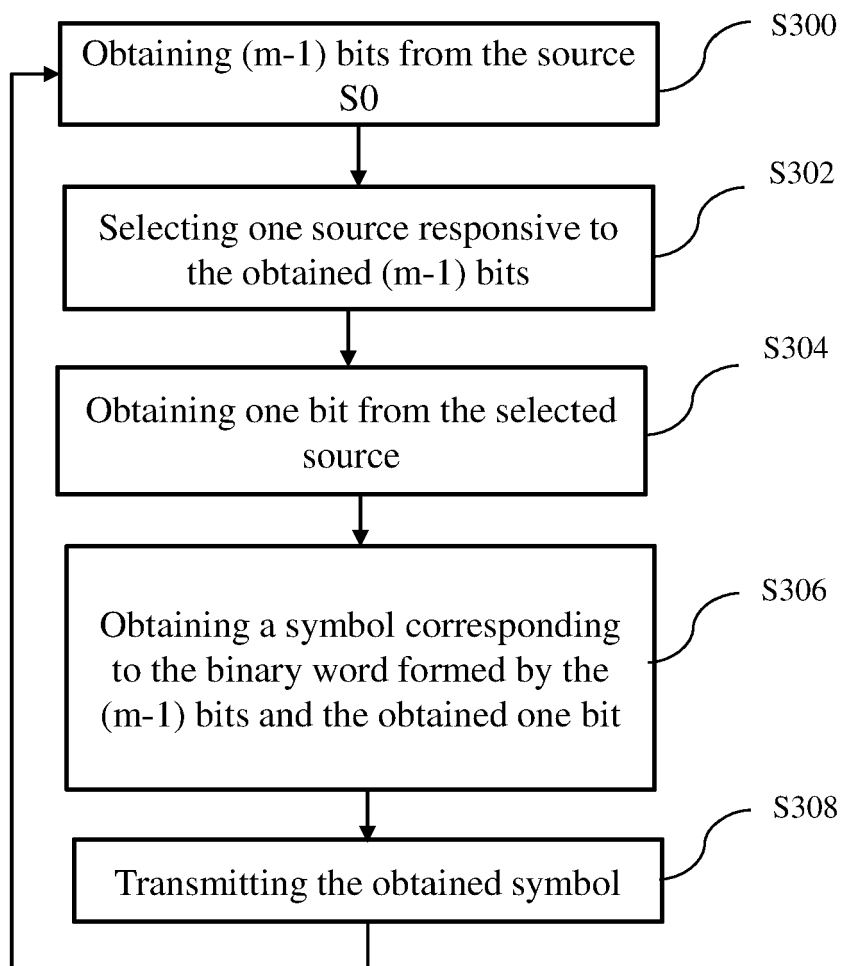 S300
Obtaining (m-1) bits from the source
S0
S302
Selecting one source responsive to
the obtained (m-1) bits
S304
Obtaining one bit from the selected
source
S306
Obtaining a symbol corresponding
to the binary word formed by the
(m-1) bits and the obtained one bit
S308
Transmitting the obtained symbol